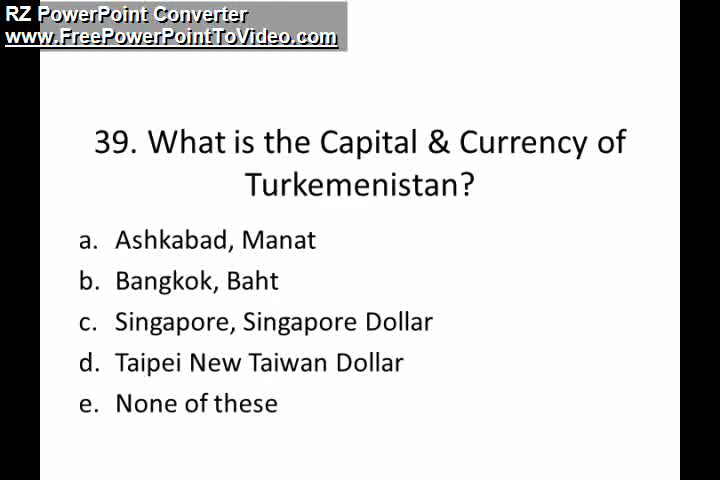 RZ PowerPoint Converter
www.FreePowerPointToVideo.com
39. What is the Capital & Currency of
Turkemenistan?
a. Ashkabad, Manat
b. Bangkok, Baht
c. Singapore, Singapore Dollar
d. Taipei New Taiwan Dollar
e. None of these